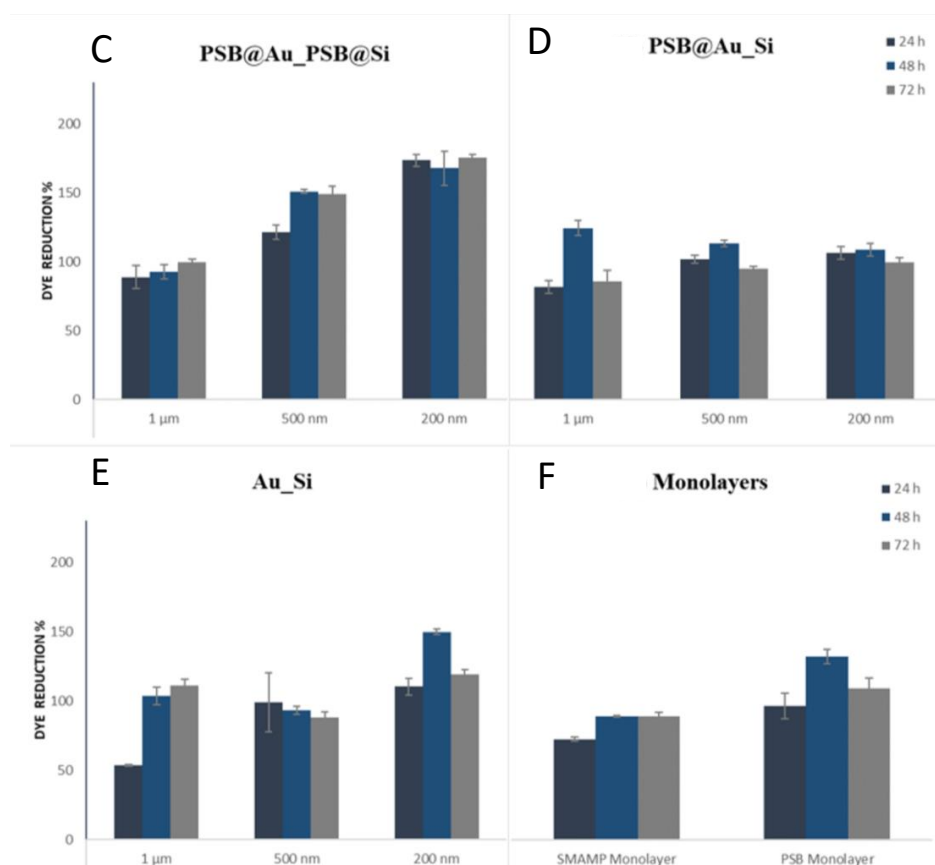 C
PSB@Au_PSB@Si
DYE REDUCTION %
200
150
100
50
0
1 µm
500 nm
200 nm
D
PSB@Au_Si
24 h
48 h
72 h
1 µm
500 nm
200 nm
E
Au_Si
DYE REDUCTION %
200
150
100
50
0
1 µm
500 nm
200 nm
F
Monolayers
24 h
48 h
72 h
SMAMP Monolayer
PSB Monolayer